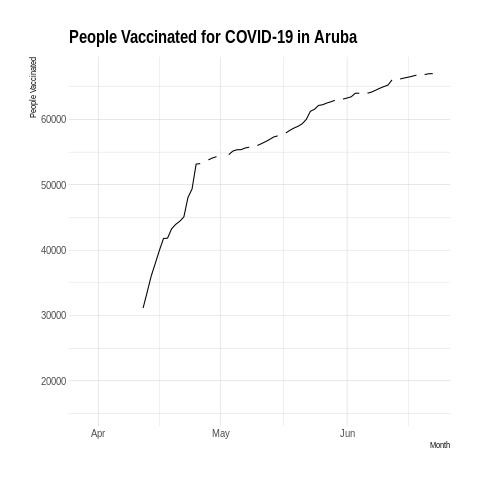 People Vaccinated for COVID-19 in Aruba
People Vaccinated
60000
50000
40000
30000
20000
Apr May Jun
Month